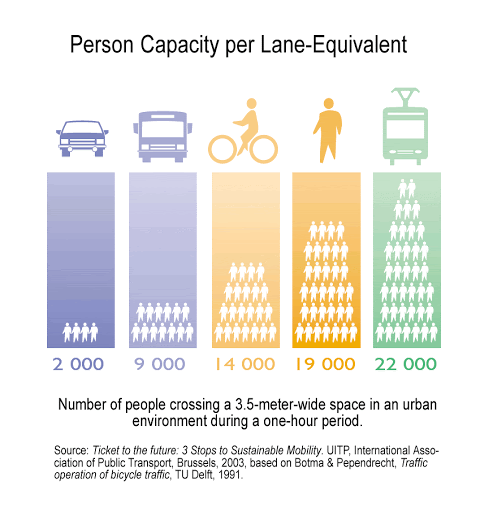 Person Capacity per Lane-Equivalent
2 000 9 000 14 000 19 000 22 000
Number of people crossing a 3.5-meter-wide space in an urban
environment during a one-hour period.
Source: Ticket to the future: 3 Stops to Sustainable Mobility. UITP, International Asso-
ciation of Public Transport, Brussels, 2003, based on Botma & Pependrecht, Traffic
operation of bicycle traffic, TU Delft, 1991.